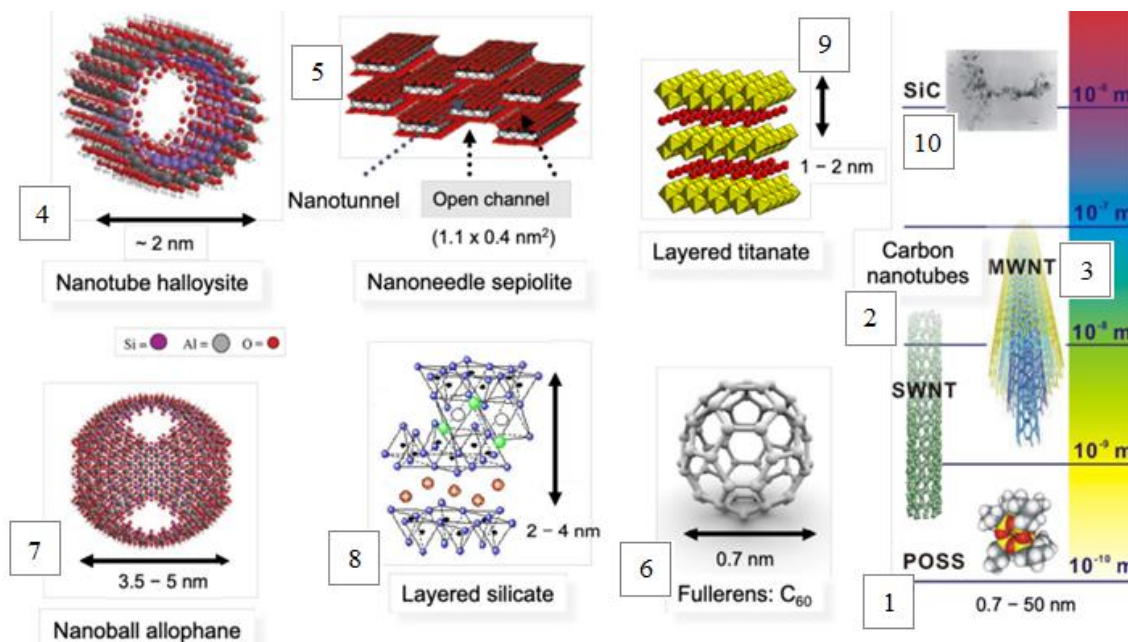 4
~ 2 nm
Nanotube halloysite
5
Nanotunnel
Open channel
(1.1 x 0.4 nm²)
Nanoneedle sepiolite
9
1 – 2 nm
Layered titanate
SiC
10
10⁻⁶ m
10⁻⁷ m
Carbon
nanotubes
MWNT
3
2
10⁻⁸ m
SWNT
10⁻⁹ m
POSS
10⁻¹⁰ m
1
0.7 – 50 nm
Si = Al = O =
7
3.5 – 5 nm
Nanoball allophane
8
2 – 4 nm
Layered silicate
6
0.7 nm
Fullerens: C₆₀